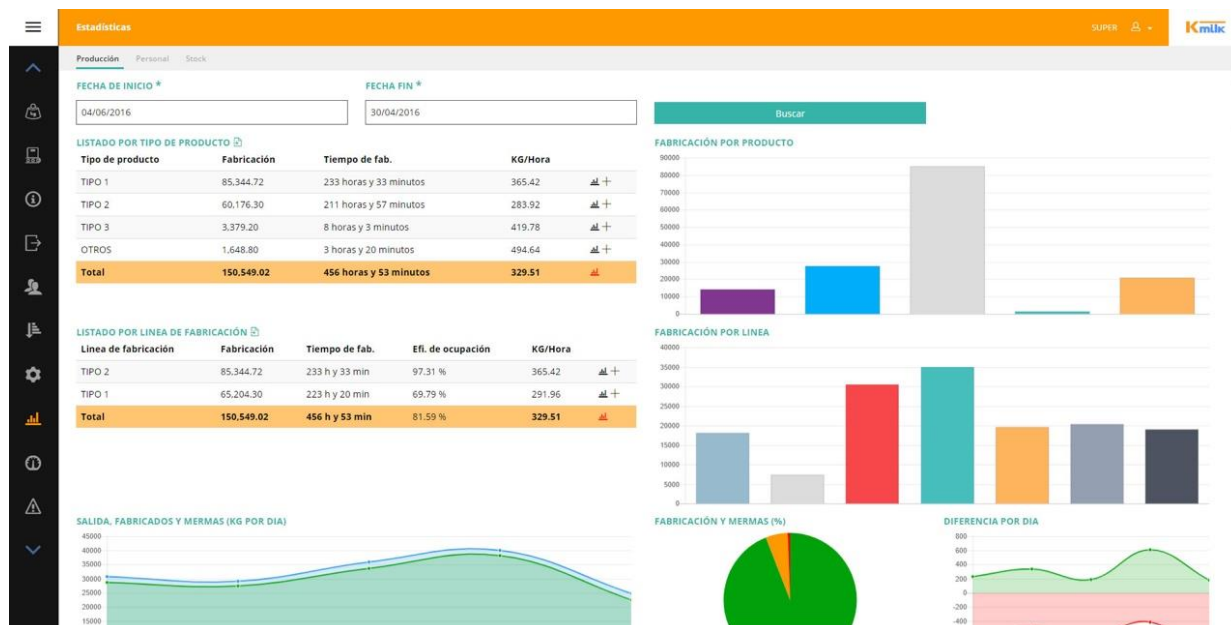 Estadísticas
SUPER
Kmilk
Producción Personal Stock
FECHA DE INICIO * FECHA FIN *
04/06/2016 30/04/2016 Buscar
LISTADO POR TIPO DE PRODUCTO
Tipo de producto Fabricación Tiempo de fab. KG/Hora
TIPO 1 85,344.72 233 horas y 33 minutos 365.42
TIPO 2 60,176.30 211 horas y 57 minutos 283.92
TIPO 3 3,379.20 8 horas y 3 minutos 419.78
OTROS 1,648.80 3 horas y 20 minutos 494.64
Total 150,549.02 456 horas y 53 minutos 329.51
FABRICACIÓN POR PRODUCTO
90000
80000
70000
60000
50000
40000
30000
20000
10000
0
LISTADO POR LINEA DE FABRICACIÓN
Linea de fabricación Fabricación Tiempo de fab. Efi. de ocupación KG/Hora
TIPO 2 85,344.72 233 h y 33 min 97.31 % 365.42
TIPO 1 65,204.30 223 h y 20 min 69.79 % 291.96
Total 150,549.02 456 h y 53 min 81.59 % 329.51
FABRICACIÓN POR LINEA
40000
35000
30000
25000
20000
15000
10000
5000
0
SALIDA, FABRICADOS Y MERMAS (KG POR DIA)
45000
40000
35000
30000
25000
20000
15000
FABRICACIÓN Y MERMAS (%)
DIFERENCIA POR DIA
800
600
400
200
0
-200
-400